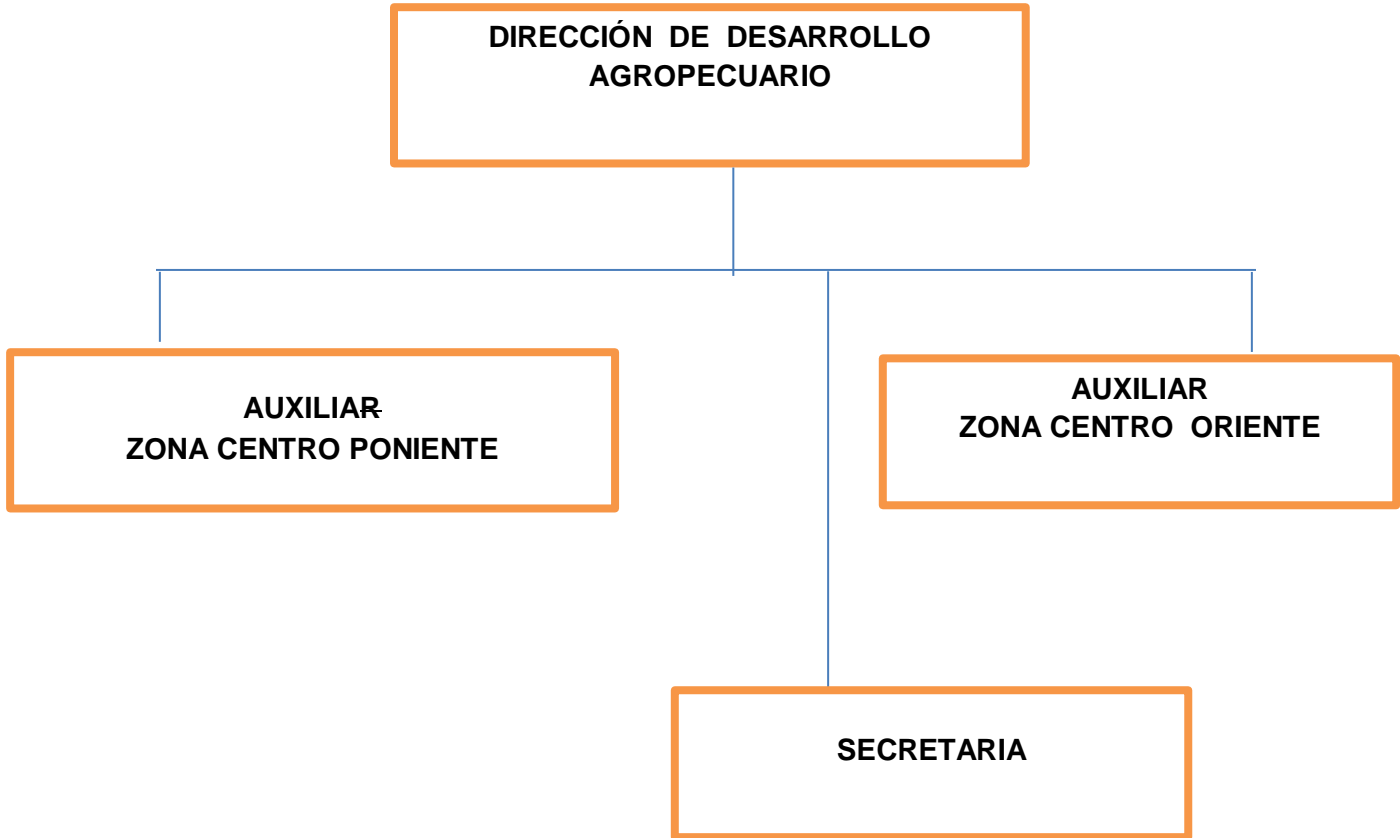 DIRECCIÓN DE DESARROLLO
AGROPECUARIO
AUXILIAR
ZONA CENTRO PONIENTE
AUXILIAR
ZONA CENTRO ORIENTE
SECRETARIA